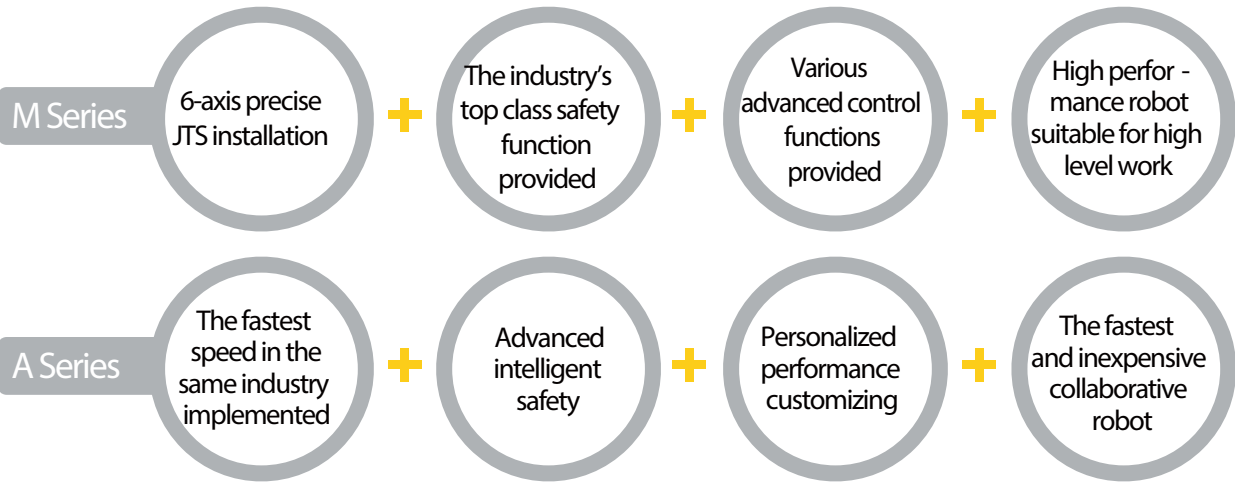 M Series
6-axis precise
JTS installation
The industry's
top class safety
function
provided
Various
advanced control
functions
provided
High perfor -
mance robot
suitable for high
level work
A Series
The fastest
speed in the
same industry
implemented
Advanced
intelligent
safety
Personalized
performance
customizing
The fastest
and inexpensive
collaborative
robot